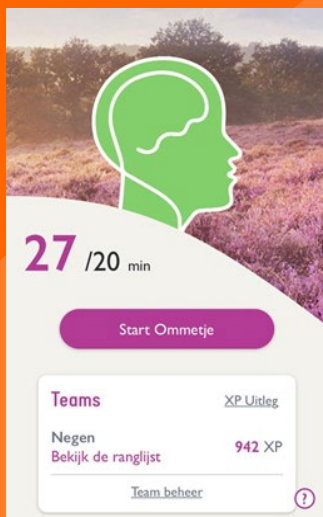 27 /20 min
Start Ommetje
Teams XP Uitleg
Negen
Bekijk de ranglijst 942 XP
Team beheer
?